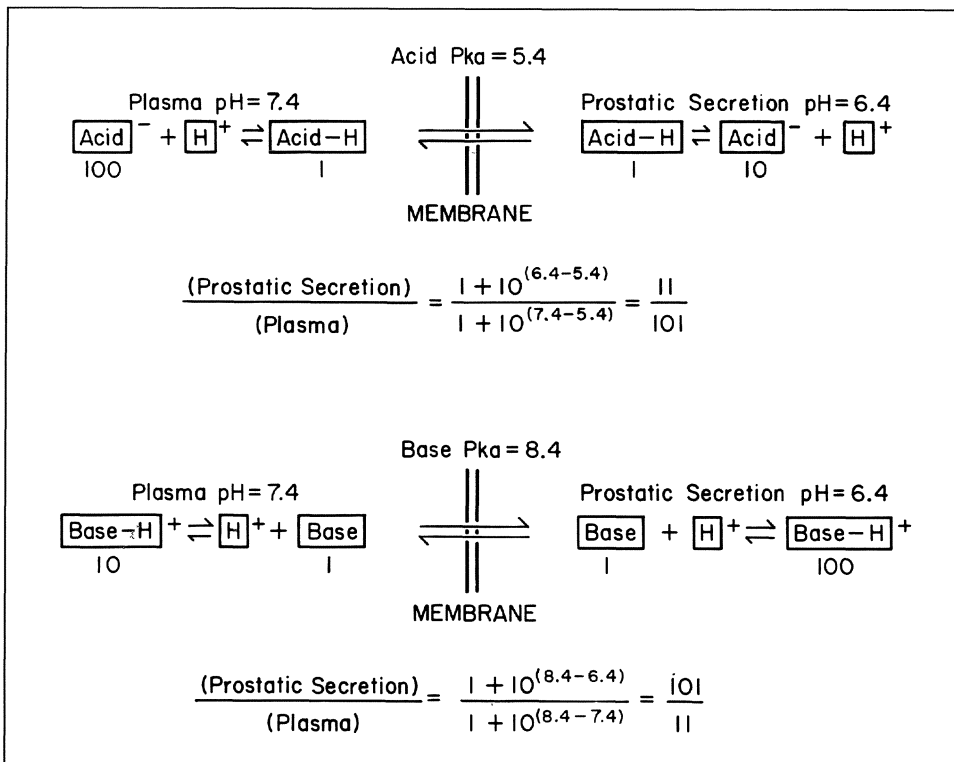 Acid Pka = 5.4
Plasma pH = 7.4
Prostatic Secretion pH = 6.4
Acid⁻ + H⁺ ⇌ Acid–H
Acid–H ⇌ Acid⁻ + H⁺
100 1
1 10
MEMBRANE
(Prostatic Secretion) / (Plasma) = 1 + 10^(6.4–5.4) / 1 + 10^(7.4–5.4) = 11 / 101
Base Pka = 8.4
Plasma pH = 7.4
Prostatic Secretion pH = 6.4
Base–H⁺ ⇌ H⁺ + Base
Base + H⁺ ⇌ Base–H⁺
10 1
1 100
MEMBRANE
(Prostatic Secretion) / (Plasma) = 1 + 10^(8.4–6.4) / 1 + 10^(8.4–7.4) = 101 / 11